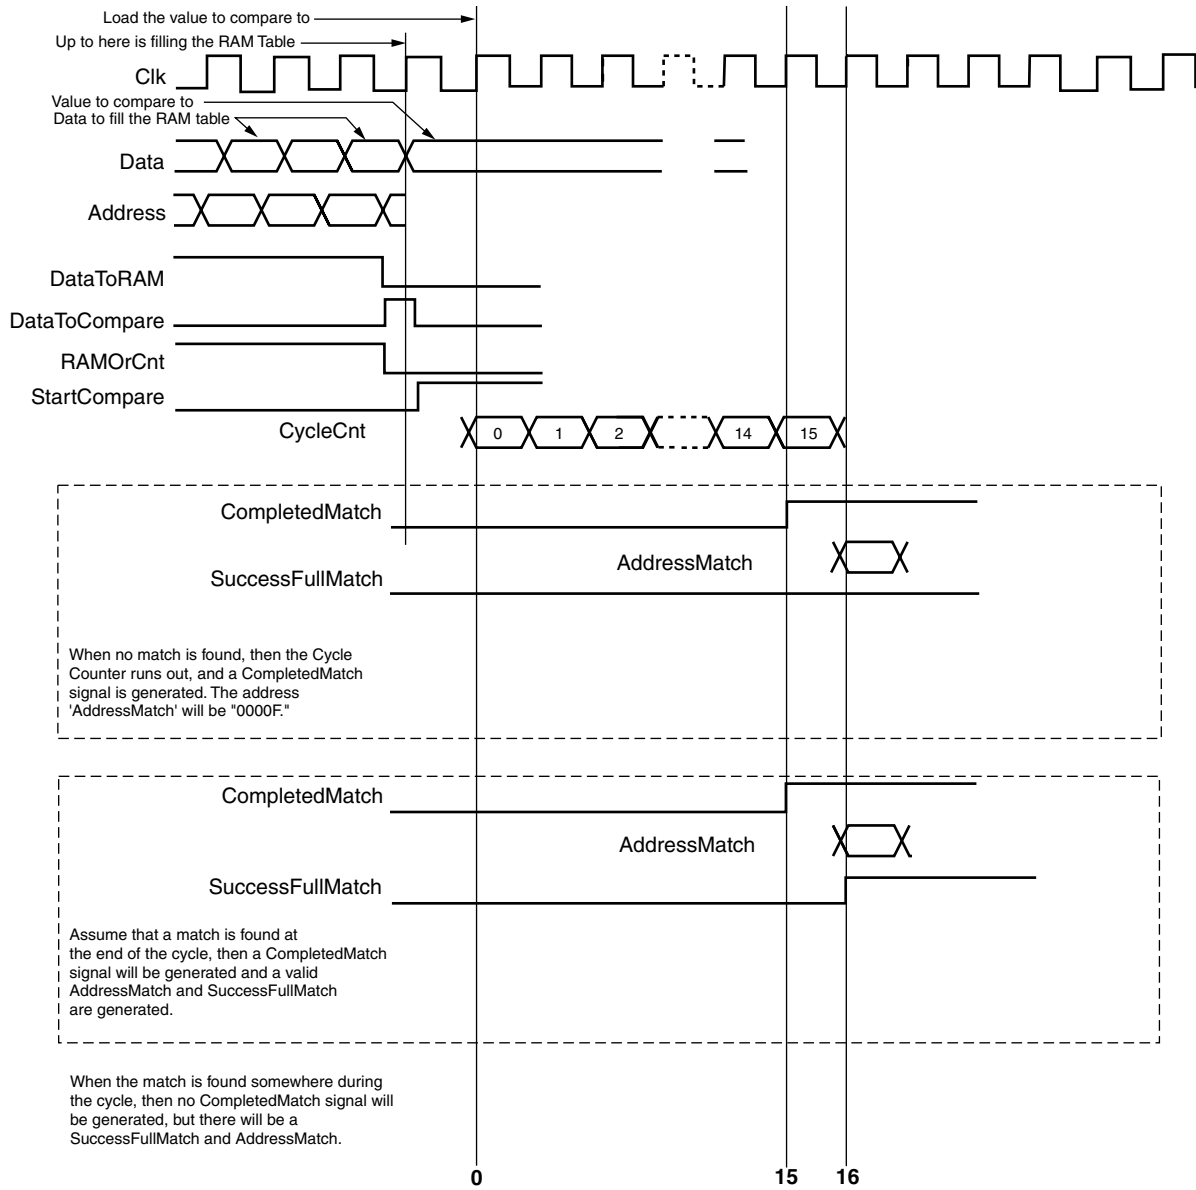 Load the value to compare to
Up to here is filling the RAM Table
Clk
Value to compare to
Data to fill the RAM table
Data
Address
DataToRAM
DataToCompare
RAMOrCnt
StartCompare
CycleCnt
0 1 2 14 15
CompletedMatch
AddressMatch
SuccessFullMatch
When no match is found, then the Cycle
Counter runs out, and a CompletedMatch
signal is generated. The address
'AddressMatch' will be "0000F."
CompletedMatch
AddressMatch
SuccessFullMatch
Assume that a match is found at
the end of the cycle, then a CompletedMatch
signal will be generated and a valid
AddressMatch and SuccessFullMatch
are generated.
When the match is found somewhere during
the cycle, then no CompletedMatch signal will
be generated, but there will be a
SuccessFullMatch and AddressMatch.
0 15 16